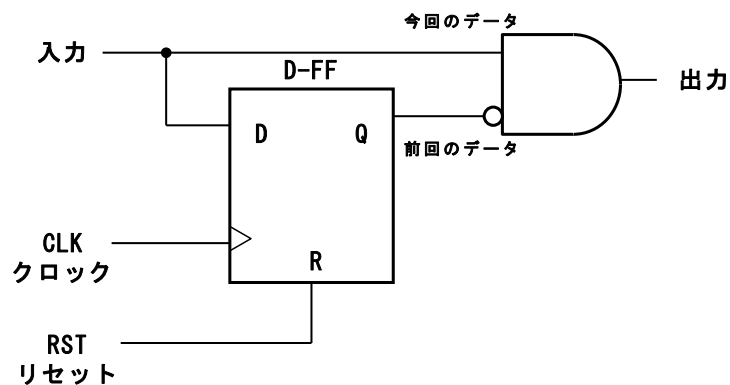 今回のデータ
入力
D-FF
出力
D
Q
前回のデータ
CLK
クロック
R
RST
リセット